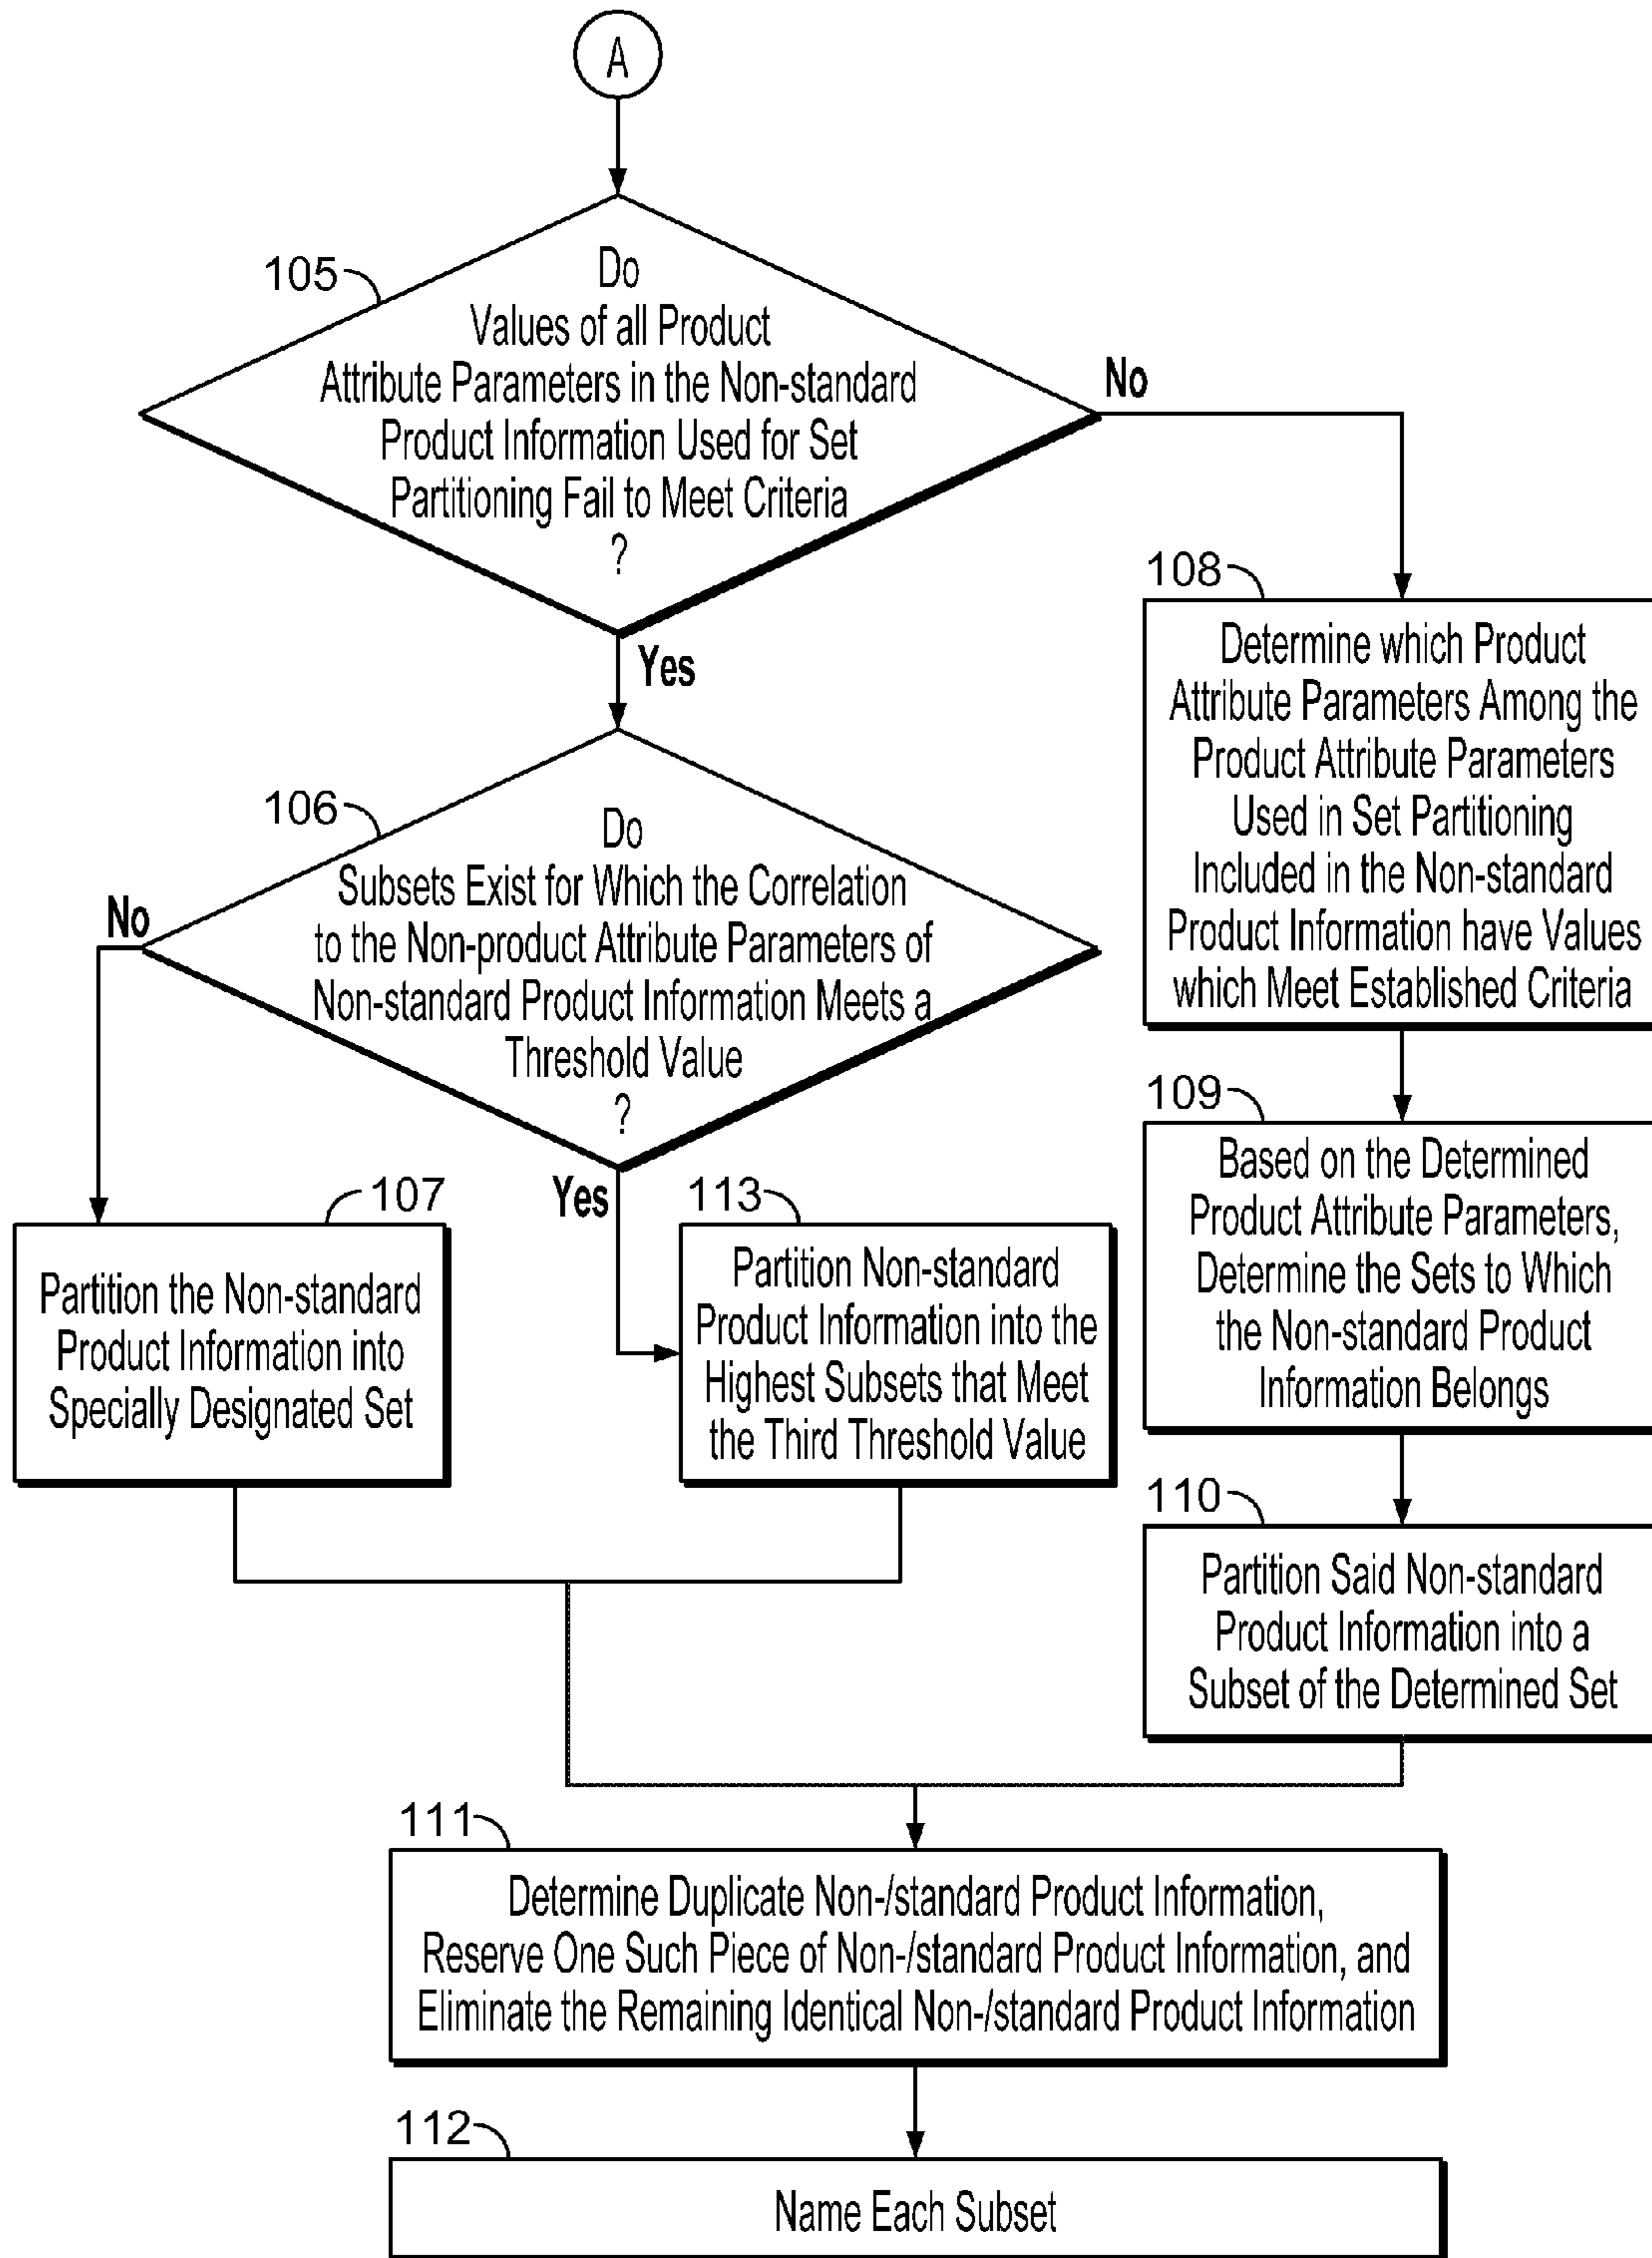 A
105
Do
Values of all Product
Attribute Parameters in the Non-standard
Product Information Used for Set
Partitioning Fail to Meet Criteria
?
No
Yes
108
Determine which Product
Attribute Parameters Among the
Product Attribute Parameters
Used in Set Partitioning
Included in the Non-standard
Product Information have Values
which Meet Established Criteria
106
Do
Subsets Exist for Which the Correlation
to the Non-product Attribute Parameters of
Non-standard Product Information Meets a
Threshold Value
?
No
Yes
109
Based on the Determined
Product Attribute Parameters,
Determine the Sets to Which
the Non-standard Product
Information Belongs
107
Partition the Non-standard
Product Information into
Specially Designated Set
113
Partition Non-standard
Product Information into the
Highest Subsets that Meet
the Third Threshold Value
110
Partition Said Non-standard
Product Information into a
Subset of the Determined Set
111
Determine Duplicate Non-/standard Product Information,
Reserve One Such Piece of Non-/standard Product Information, and
Eliminate the Remaining Identical Non-/standard Product Information
112
Name Each Subset